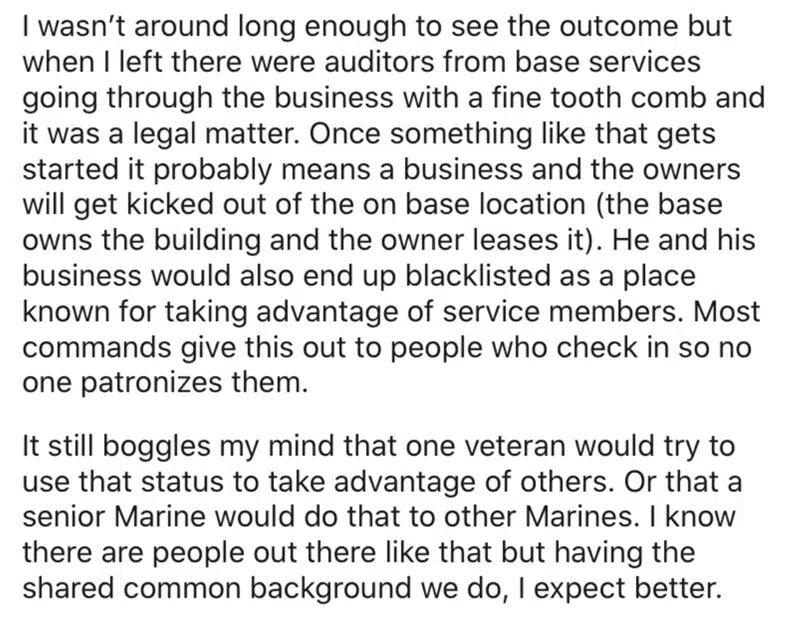 I wasn't around long enough to see the outcome but
when I left there were auditors from base services
going through the business with a fine tooth comb and
it was a legal matter. Once something like that gets
started it probably means a business and the owners
will get kicked out of the on base location (the base
owns the building and the owner leases it). He and his
business would also end up blacklisted as a place
known for taking advantage of service members. Most
commands give this out to people who check in so no
one patronizes them.
It still boggles my mind that one veteran would try to
use that status to take advantage of others. Or that a
senior Marine would do that to other Marines. I know
there are people out there like that but having the
shared common background we do, I expect better.